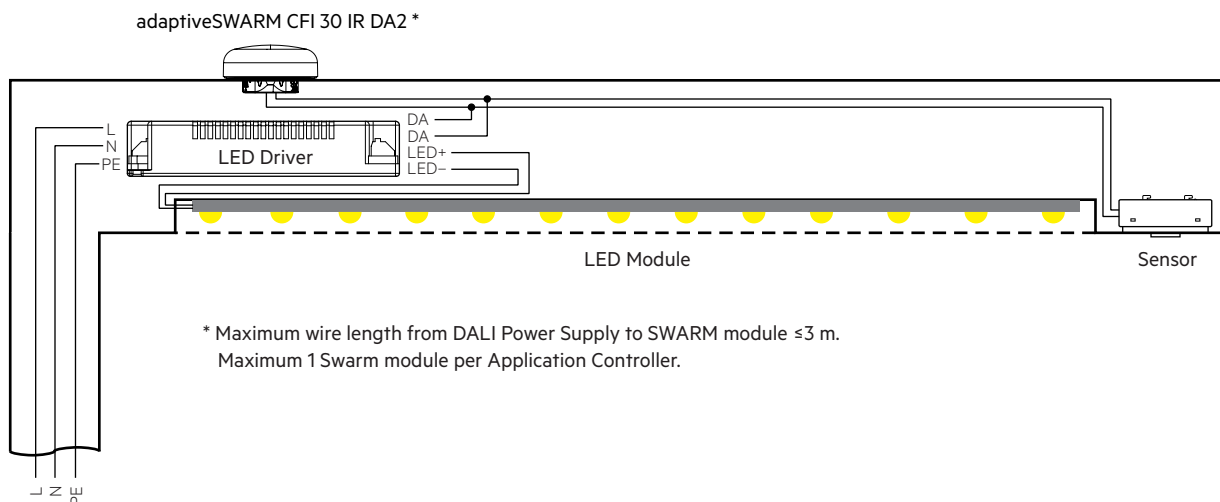 adaptiveSWARM CFI 30 IR DA2 *
L
N
PE
LED Driver
DA
DA
LED+
LED−
LED Module
Sensor
* Maximum wire length from DALI Power Supply to SWARM module ≤3 m.
Maximum 1 Swarm module per Application Controller.
L
N
PE